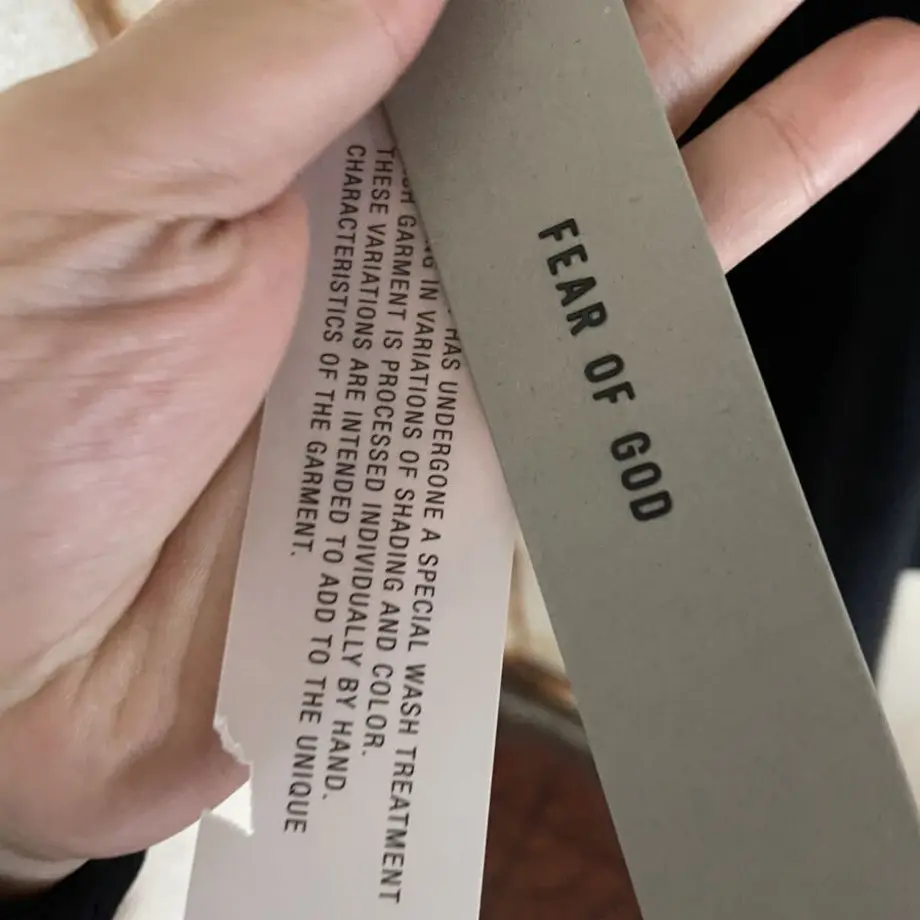 FEAR OF GOD
HAS UNDERGONE A SPECIAL WASH TREATMENT
IN VARIATIONS OF SHADING AND COLOR.
GARMENT IS PROCESSED INDIVIDUALLY BY HAND.
THESE VARIATIONS ARE INTENDED TO ADD TO THE UNIQUE
CHARACTERISTICS OF THE GARMENT.